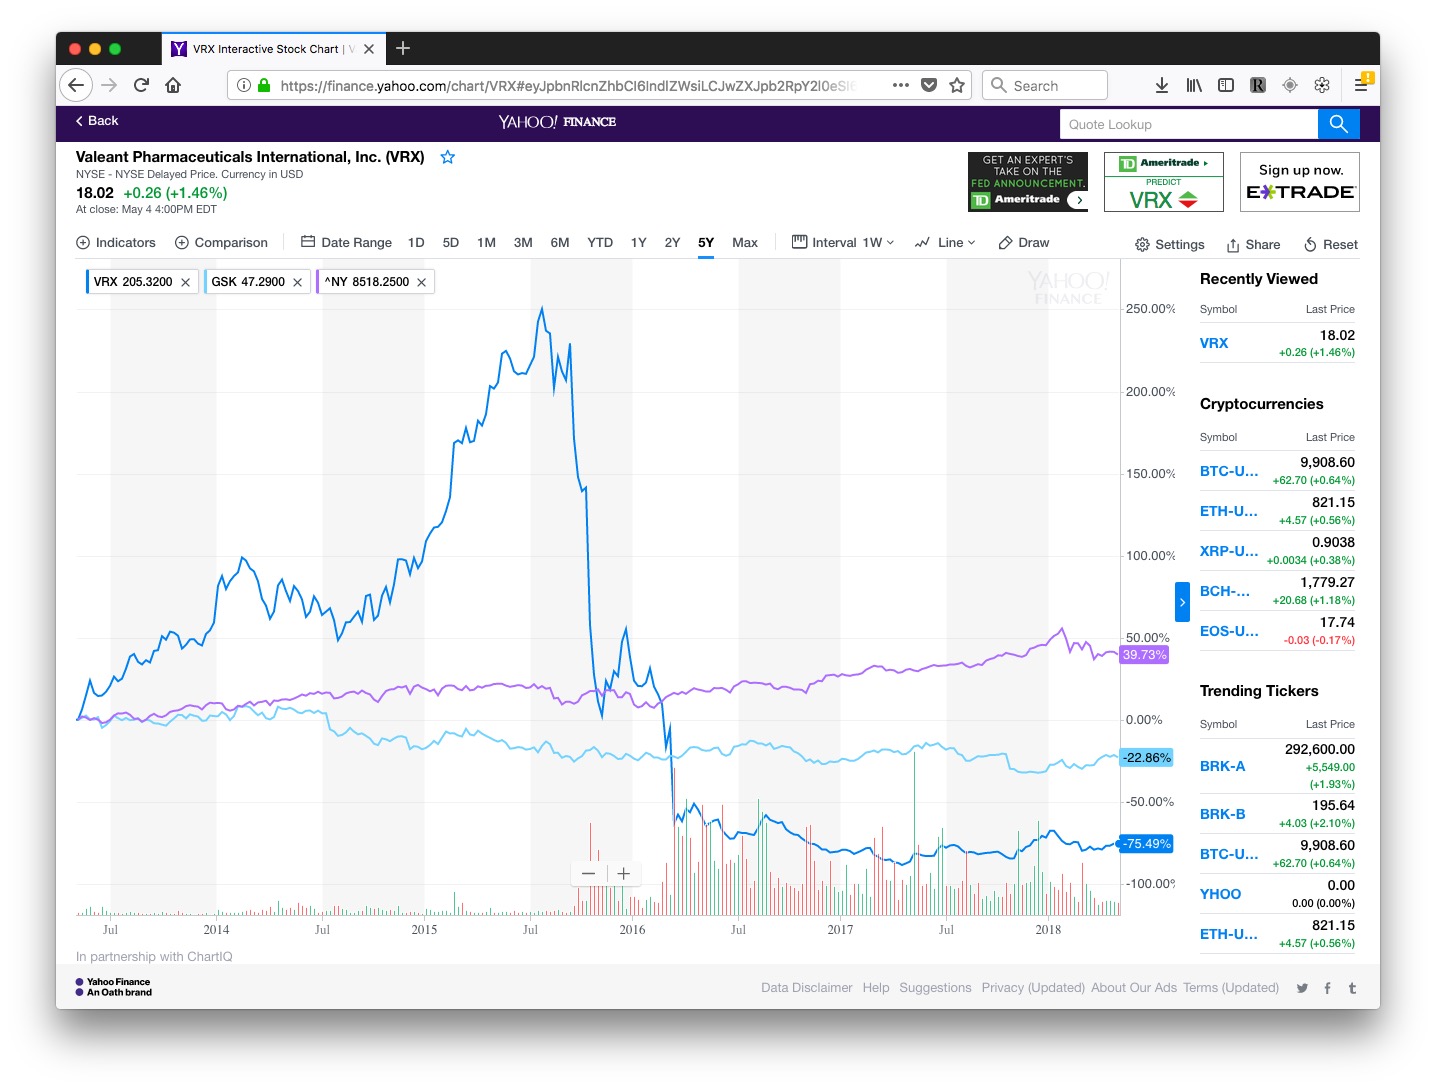 VRX Interactive Stock Chart | V
https://finance.yahoo.com/chart/VRX#eyJpbnRlcnZhbCI6IndlZWsiLCJwZXJpb2RpY2l0eSI6
Search
Back
YAHOO! FINANCE
Quote Lookup
Valeant Pharmaceuticals International, Inc. (VRX)
NYSE - NYSE Delayed Price. Currency in USD
18.02 +0.26 (+1.46%)
At close: May 4 4:00PM EDT
GET AN EXPERT'S
TAKE ON THE
FED ANNOUNCEMENT.
TD Ameritrade
TD Ameritrade
PREDICT
VRX
Sign up now.
E*TRADE
Indicators Comparison Date Range 1D 5D 1M 3M 6M YTD 1Y 2Y 5Y Max Interval 1W Line Draw Settings Share Reset
VRX 205.3200 GSK 47.2900 ^NY 8518.2500
YAHOO!
FINANCE
250.00%
200.00%
150.00%
100.00%
50.00%
39.73%
0.00%
-22.86%
-50.00%
-75.49%
-100.00%
Jul 2014 Jul 2015 Jul 2016 Jul 2017 Jul 2018
In partnership with ChartIQ
Recently Viewed
Symbol Last Price
VRX 18.02
+0.26 (+1.46%)
Cryptocurrencies
Symbol Last Price
BTC-U... 9,908.60
+62.70 (+0.64%)
ETH-U... 821.15
+4.57 (+0.56%)
XRP-U... 0.9038
+0.0034 (+0.38%)
BCH-... 1,779.27
+20.68 (+1.18%)
EOS-U... 17.74
-0.03 (-0.17%)
Trending Tickers
Symbol Last Price
BRK-A 292,600.00
+5,549.00
(+1.93%)
BRK-B 195.64
+4.03 (+2.10%)
BTC-U... 9,908.60
+62.70 (+0.64%)
YHOO 0.00
0.00 (0.00%)
ETH-U... 821.15
+4.57 (+0.56%)
Yahoo Finance
An Oath brand
Data Disclaimer Help Suggestions Privacy (Updated) About Our Ads Terms (Updated)